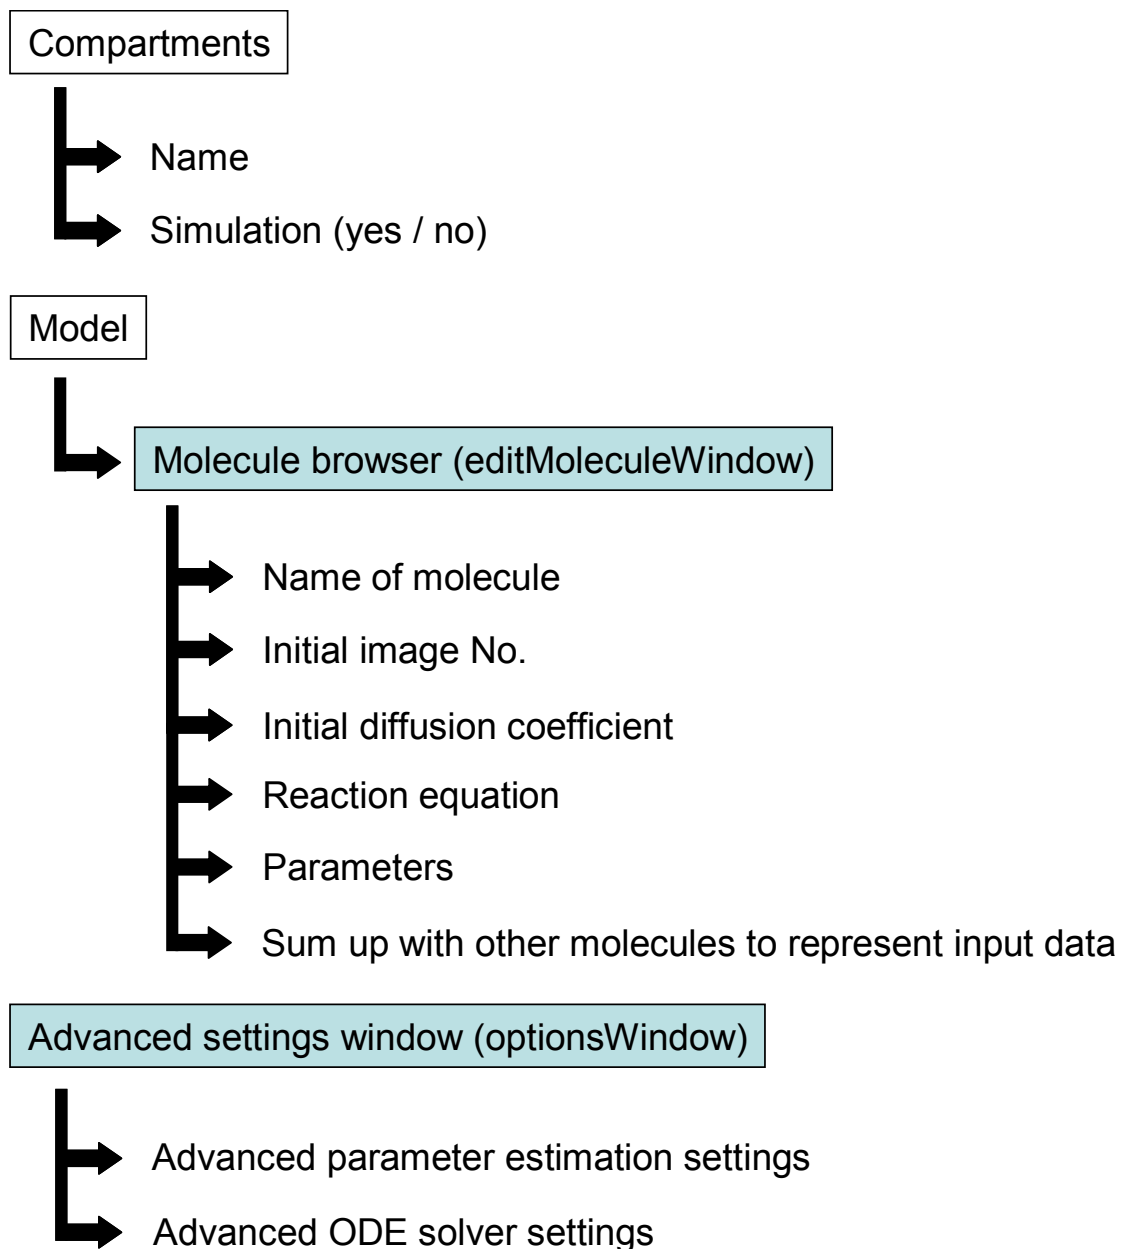 Compartments
Name
Simulation (yes / no)
Model
Molecule browser (editMoleculeWindow)
Name of molecule
Initial image No.
Initial diffusion coefficient
Reaction equation
Parameters
Sum up with other molecules to represent input data
Advanced settings window (optionsWindow)
Advanced parameter estimation settings
Advanced ODE solver settings